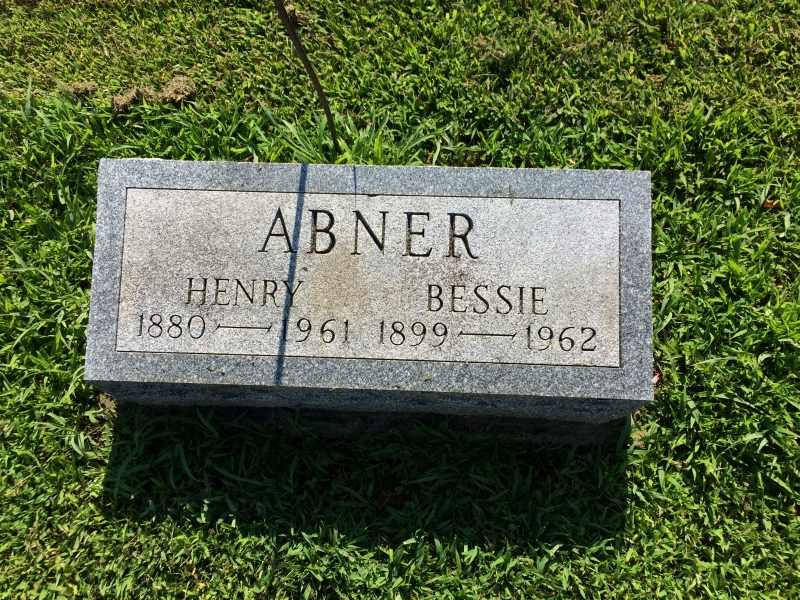 ABNER
HENRY BESSIE
1880 — 1961 1899 — 1962